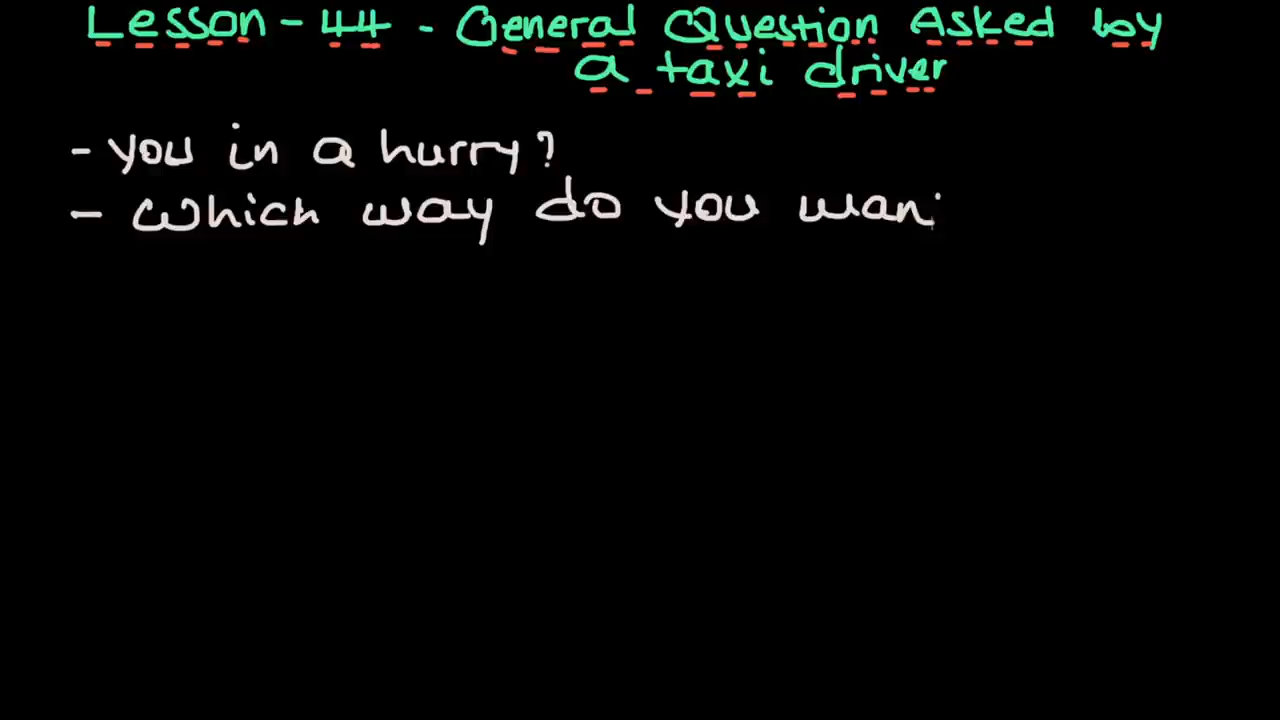 Lesson - 44 - General Question Asked by
a taxi driver
- you in a hurry?
- Which way do you wan